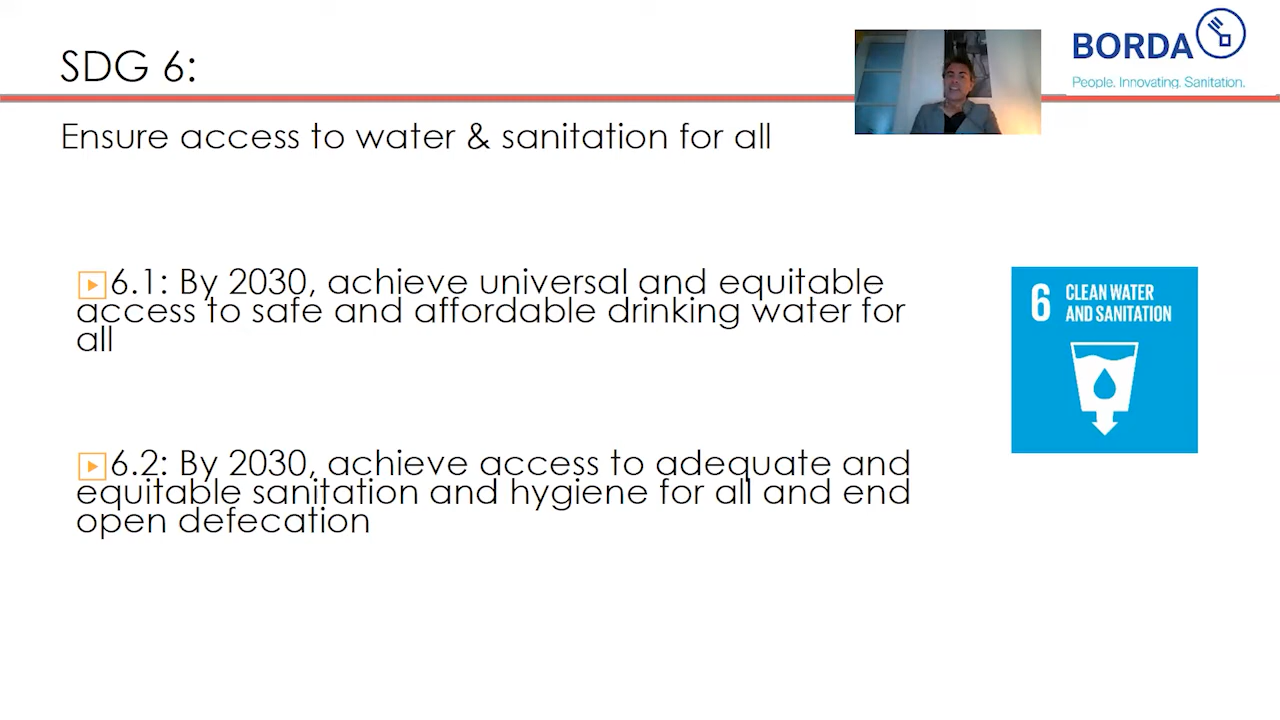 SDG 6:
BORDA
People. Innovating. Sanitation.
Ensure access to water & sanitation for all
6.1: By 2030, achieve universal and equitable
access to safe and affordable drinking water for
all
6 CLEAN WATER
AND SANITATION
6.2: By 2030, achieve access to adequate and
equitable sanitation and hygiene for all and end
open defecation